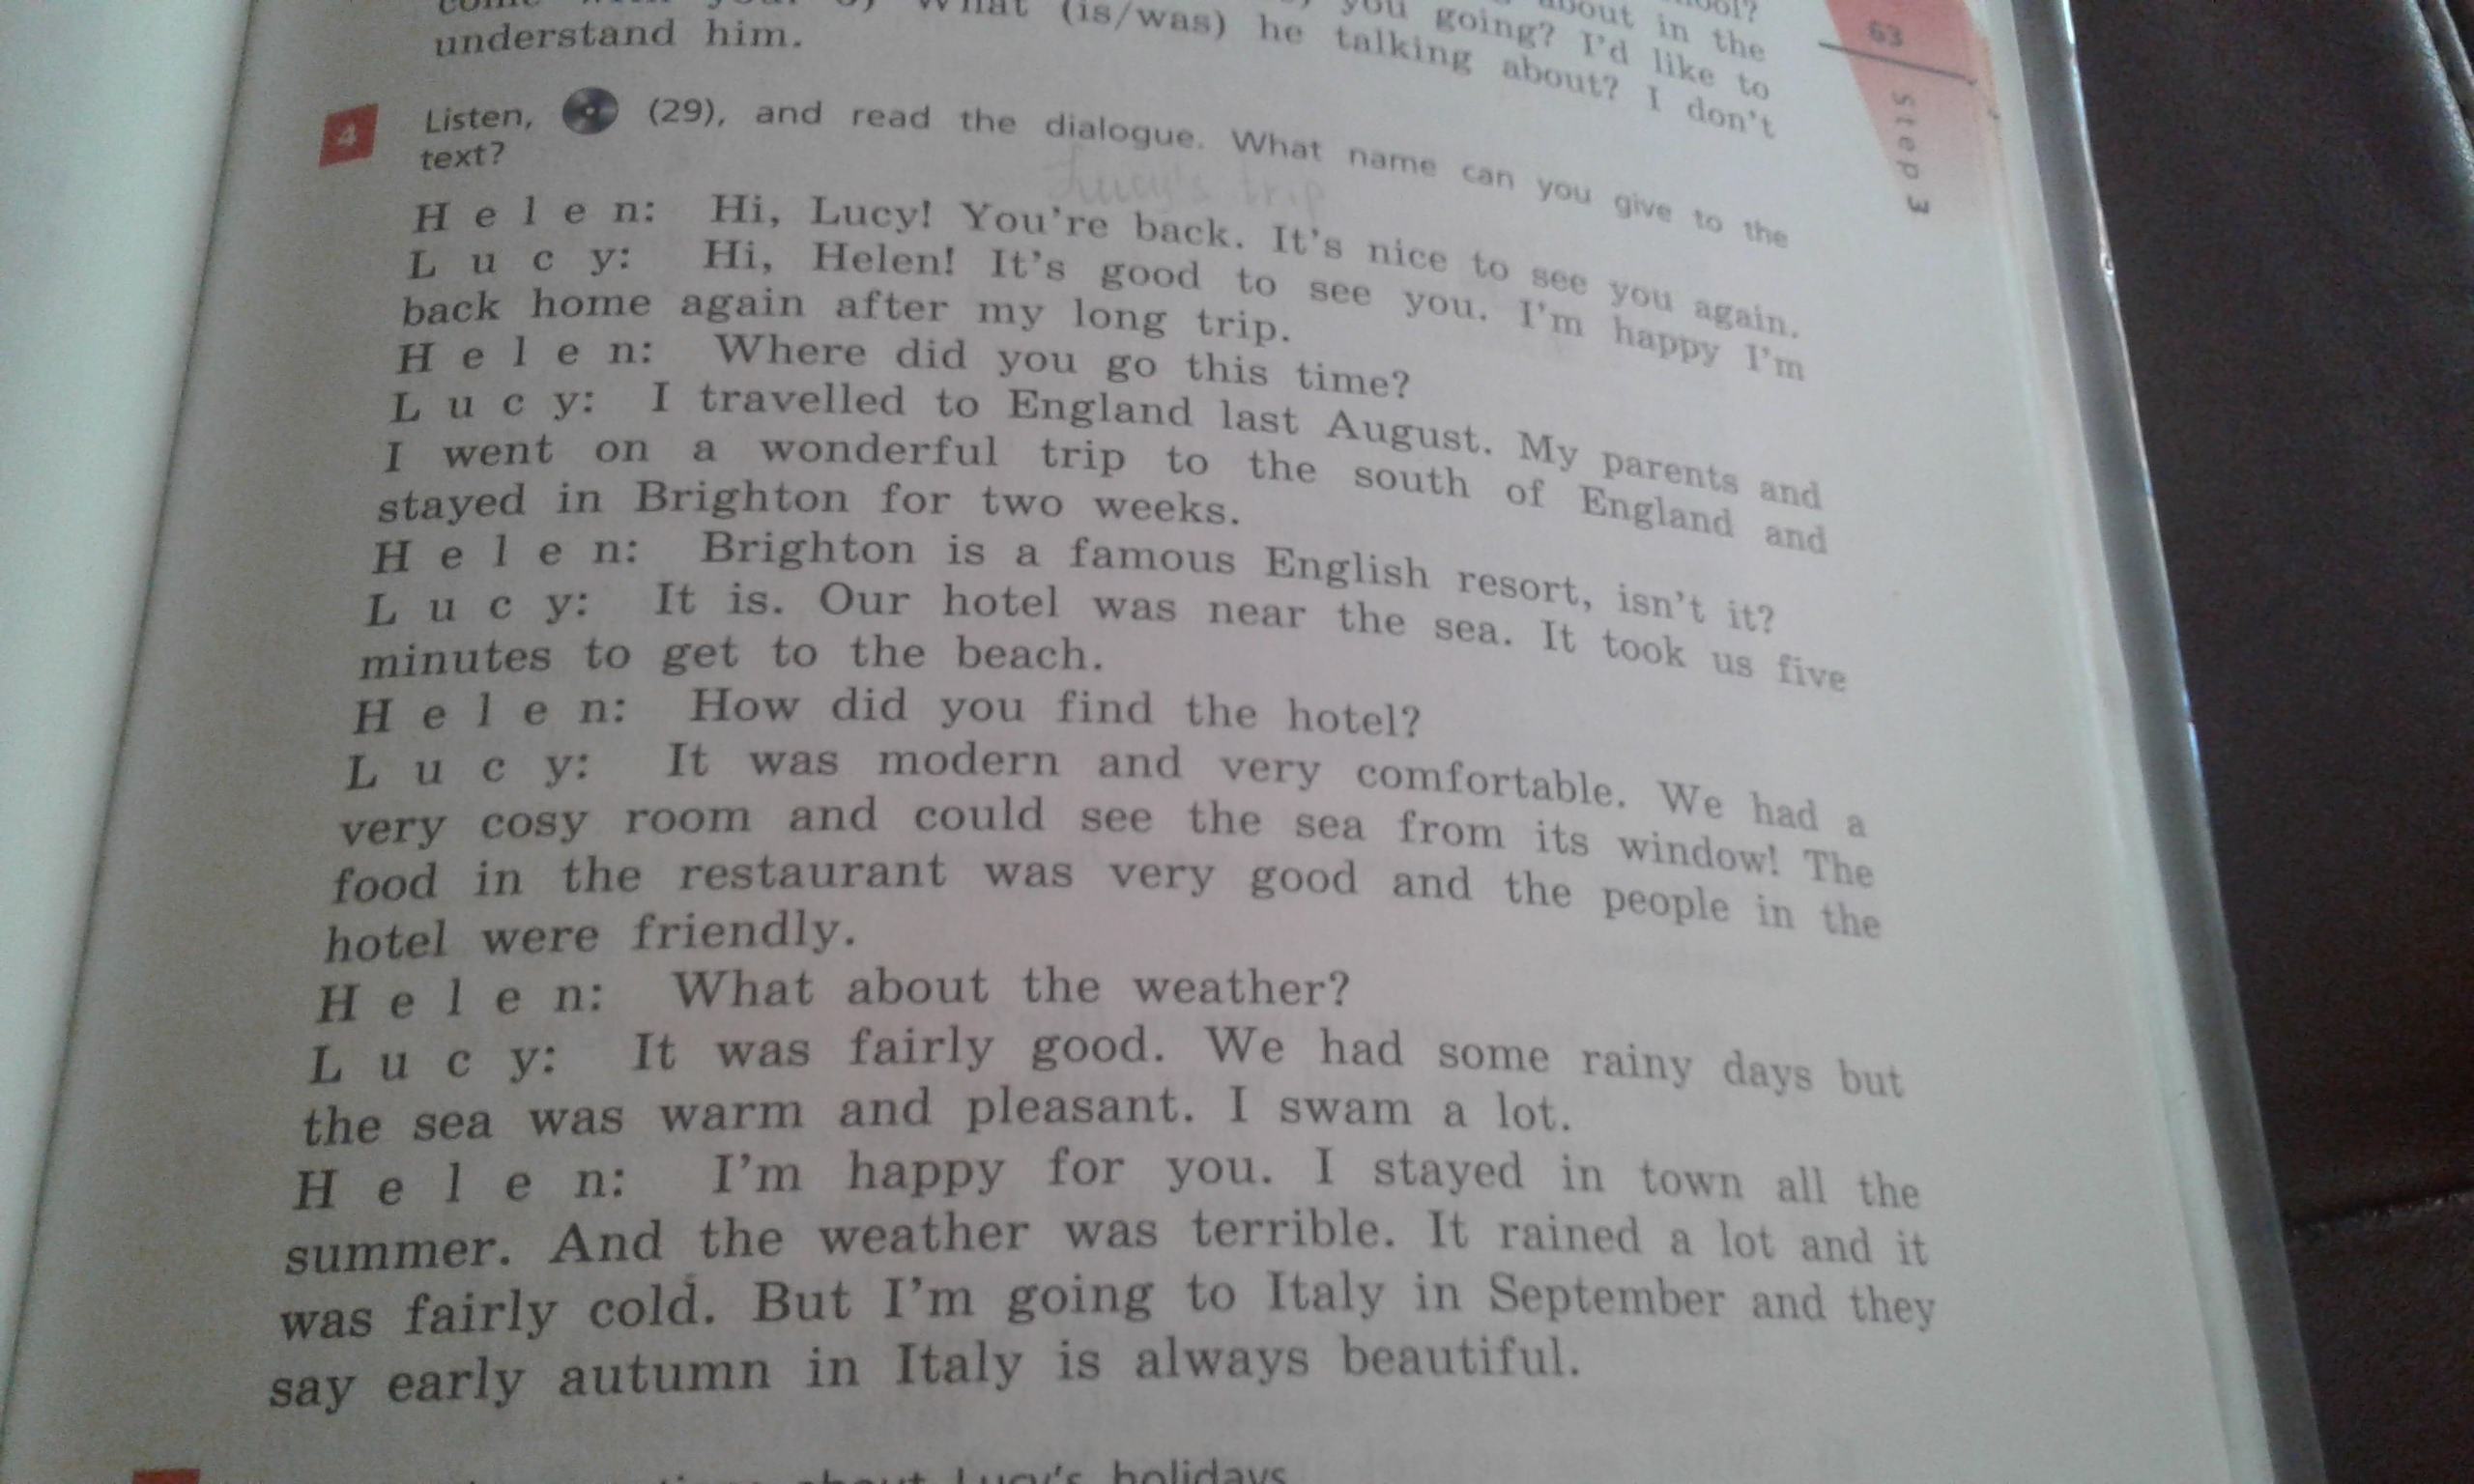 about in the
you going? I'd like to
What (is/was) he talking about? I don't
understand him.
63
Step 3
4 Listen, (29), and read the dialogue. What name can you give to the
text?
Lucy's trip
Helen: Hi, Lucy! You're back. It's nice to see you again.
Lucy: Hi, Helen! It's good to see you. I'm happy I'm
back home again after my long trip.
Helen: Where did you go this time?
Lucy: I travelled to England last August. My parents and
I went on a wonderful trip to the south of England and
stayed in Brighton for two weeks.
Helen: Brighton is a famous English resort, isn't it?
Lucy: It is. Our hotel was near the sea. It took us five
minutes to get to the beach.
Helen: How did you find the hotel?
Lucy: It was modern and very comfortable. We had a
very cosy room and could see the sea from its window! The
food in the restaurant was very good and the people in the
hotel were friendly.
Helen: What about the weather?
Lucy: It was fairly good. We had some rainy days but
the sea was warm and pleasant. I swam a lot.
Helen: I'm happy for you. I stayed in town all the
summer. And the weather was terrible. It rained a lot and it
was fairly cold. But I'm going to Italy in September and they
say early autumn in Italy is always beautiful.
about Lucy's holidays